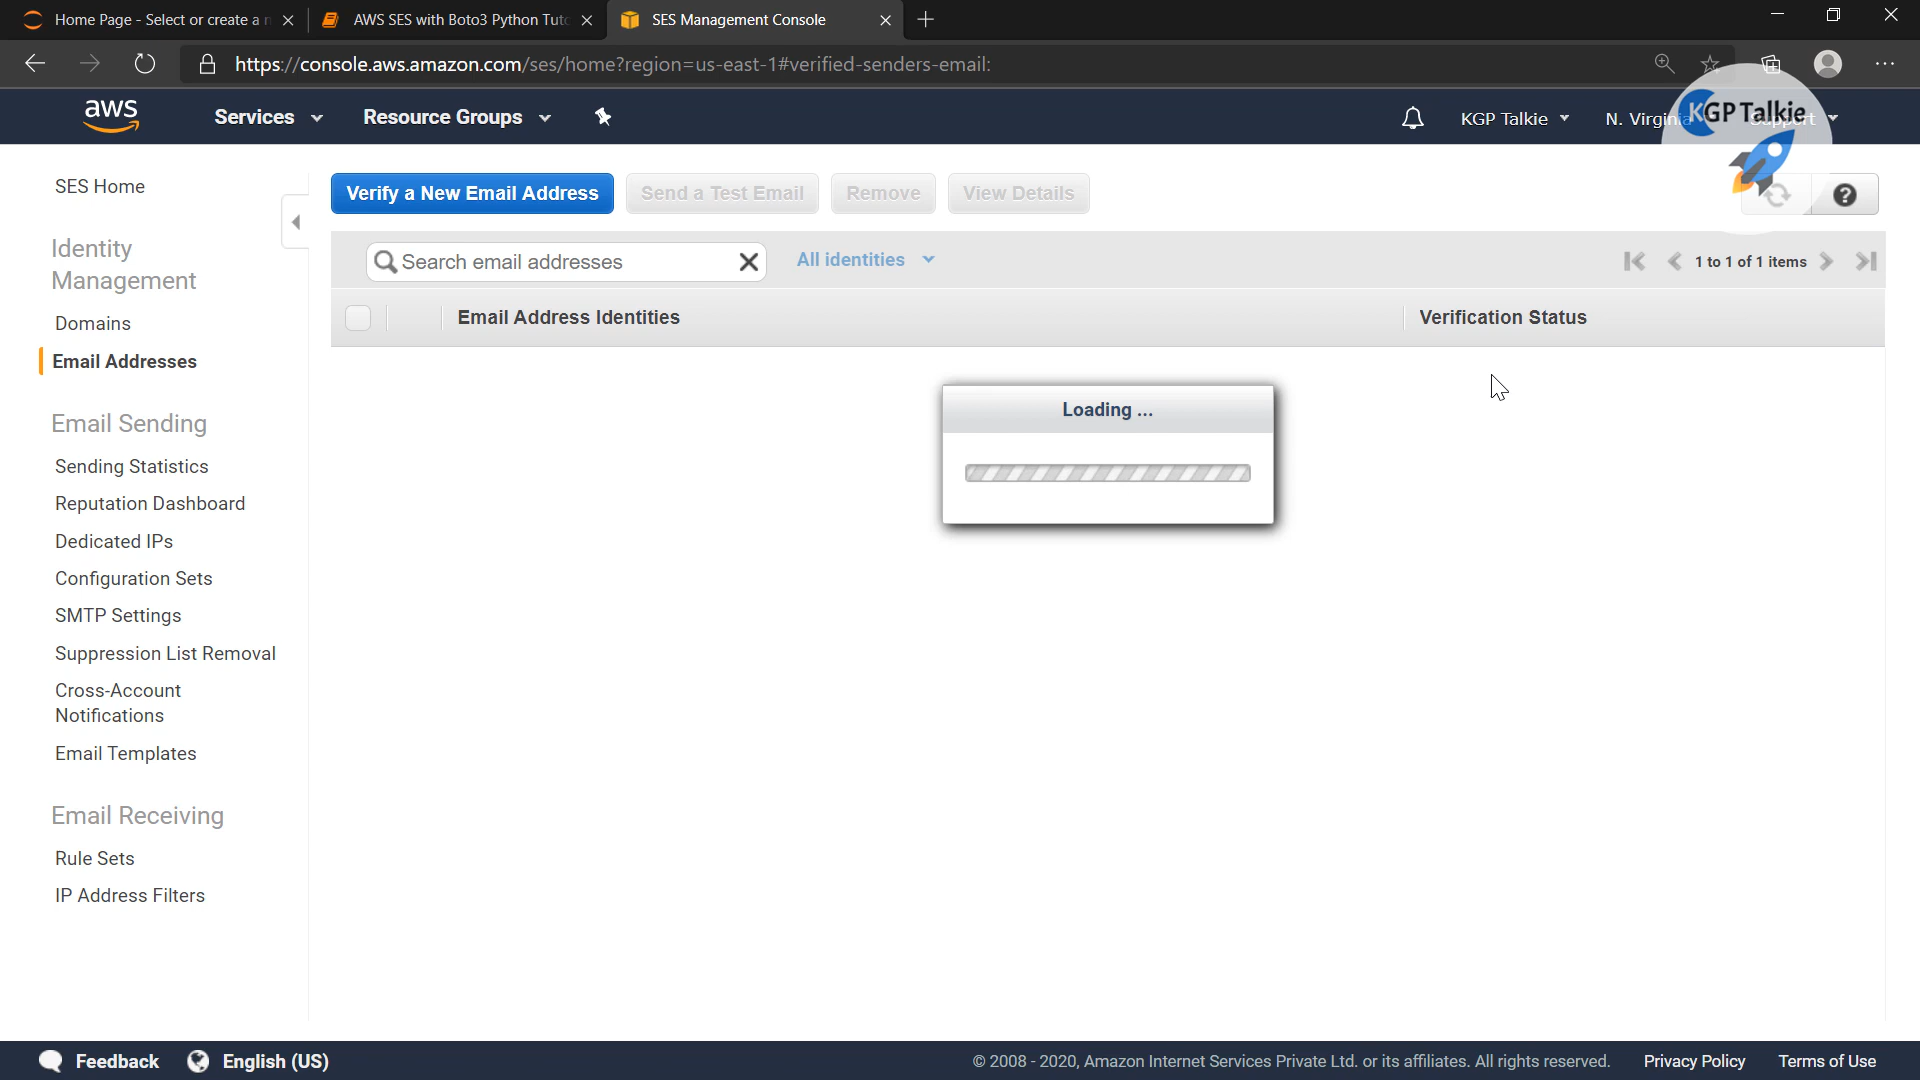 Home Page - Select or create a n
AWS SES with Boto3 Python Tuto
SES Management Console
https://console.aws.amazon.com/ses/home?region=us-east-1#verified-senders-email:
aws
Services
Resource Groups
KGP Talkie
N. Virginia
Support
KGP Talkie
SES Home
Identity
Management
Domains
Email Addresses
Email Sending
Sending Statistics
Reputation Dashboard
Dedicated IPs
Configuration Sets
SMTP Settings
Suppression List Removal
Cross-Account
Notifications
Email Templates
Email Receiving
Rule Sets
IP Address Filters
Verify a New Email Address
Send a Test Email
Remove
View Details
?
Search email addresses
All identities
1 to 1 of 1 items
Email Address Identities
Verification Status
Loading ...
Feedback
English (US)
© 2008 - 2020, Amazon Internet Services Private Ltd. or its affiliates. All rights reserved.
Privacy Policy
Terms of Use